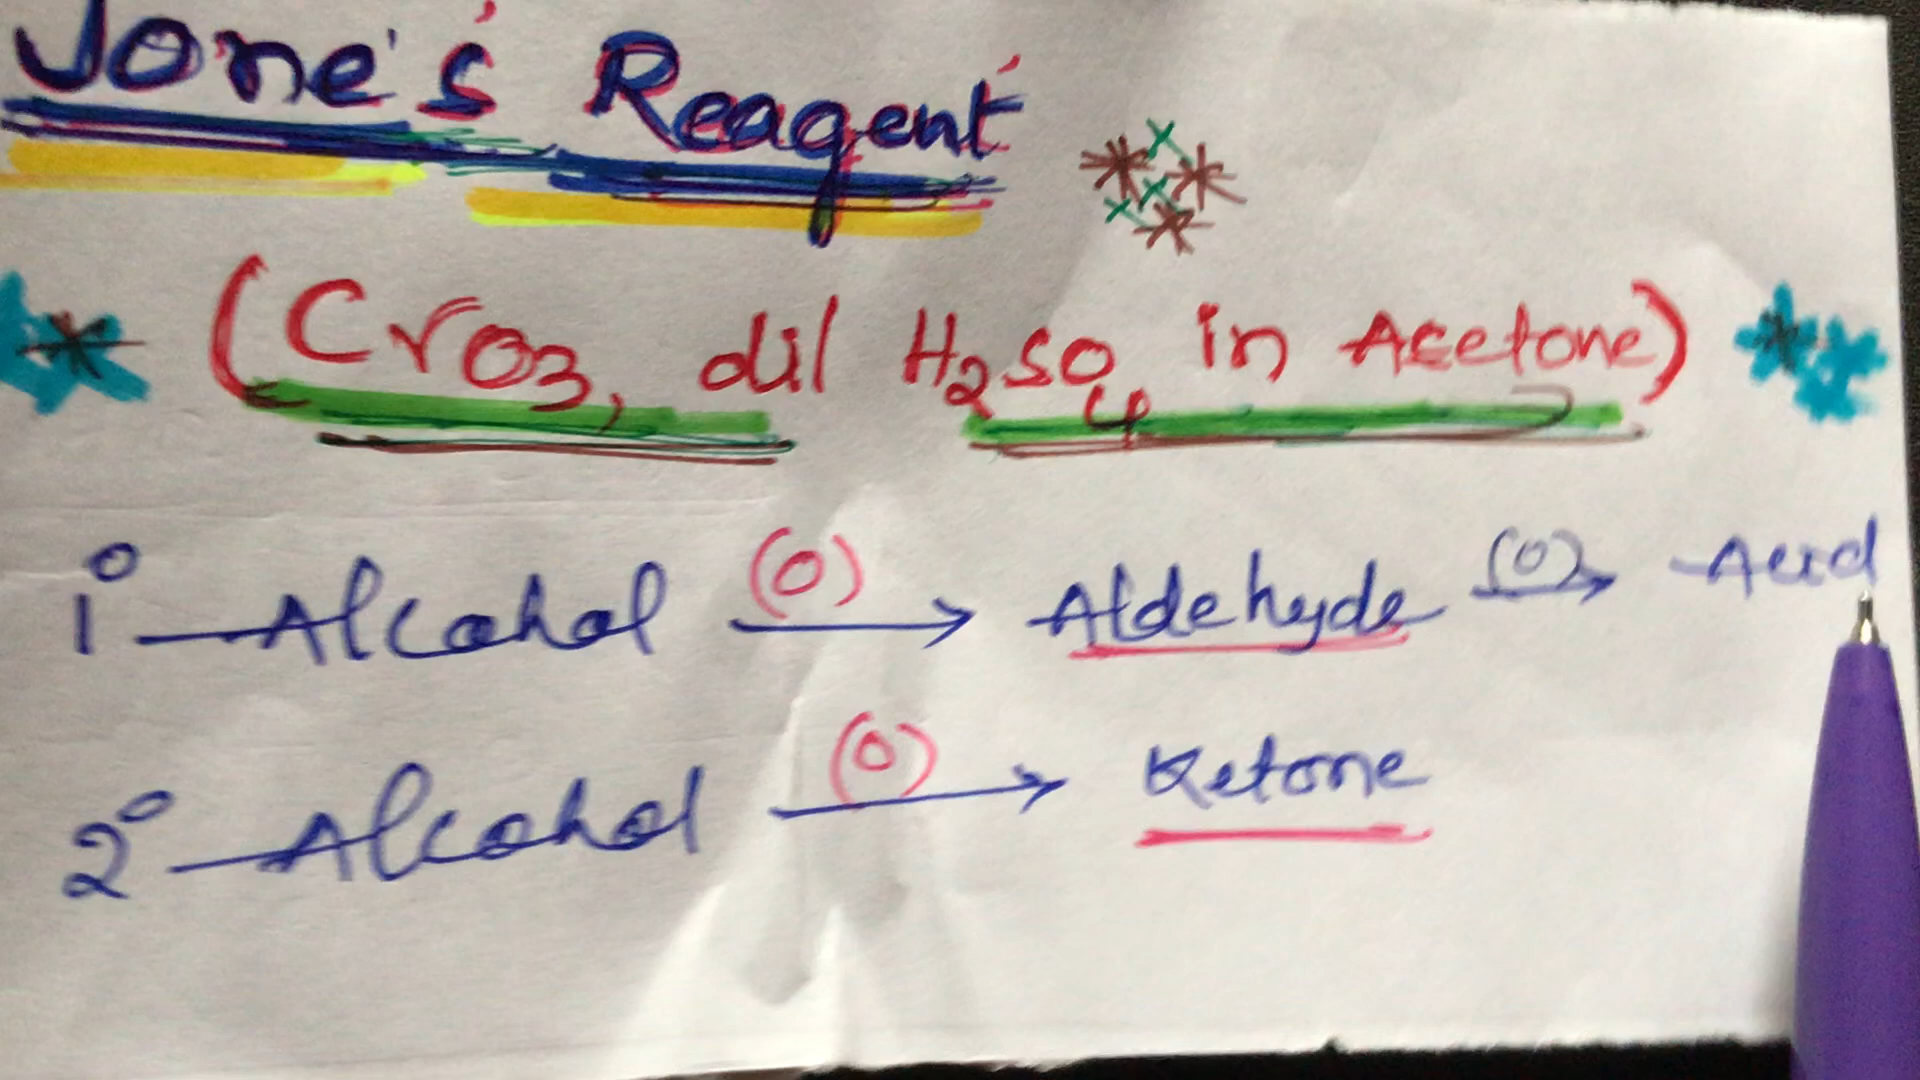 Jone's Reagent
(CrO3, dil H2SO4 in Acetone)
1° Alcohol (O) → Aldehyde (O) → Acid
2° Alcohol (O) → Ketone